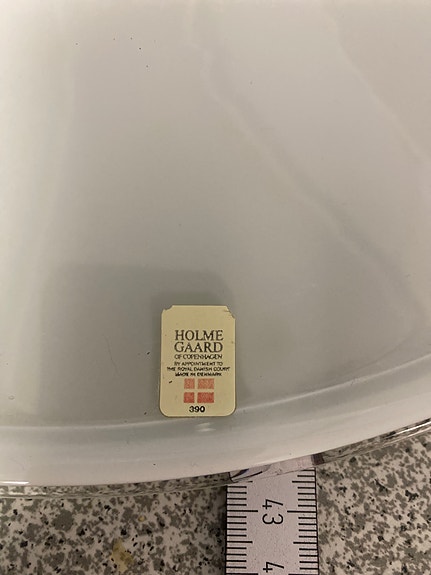 HOLME
GAARD
OF COPENHAGEN
BY APPOINTMENT TO
THE ROYAL DANISH COURT
MADE IN DENMARK
390
43
4